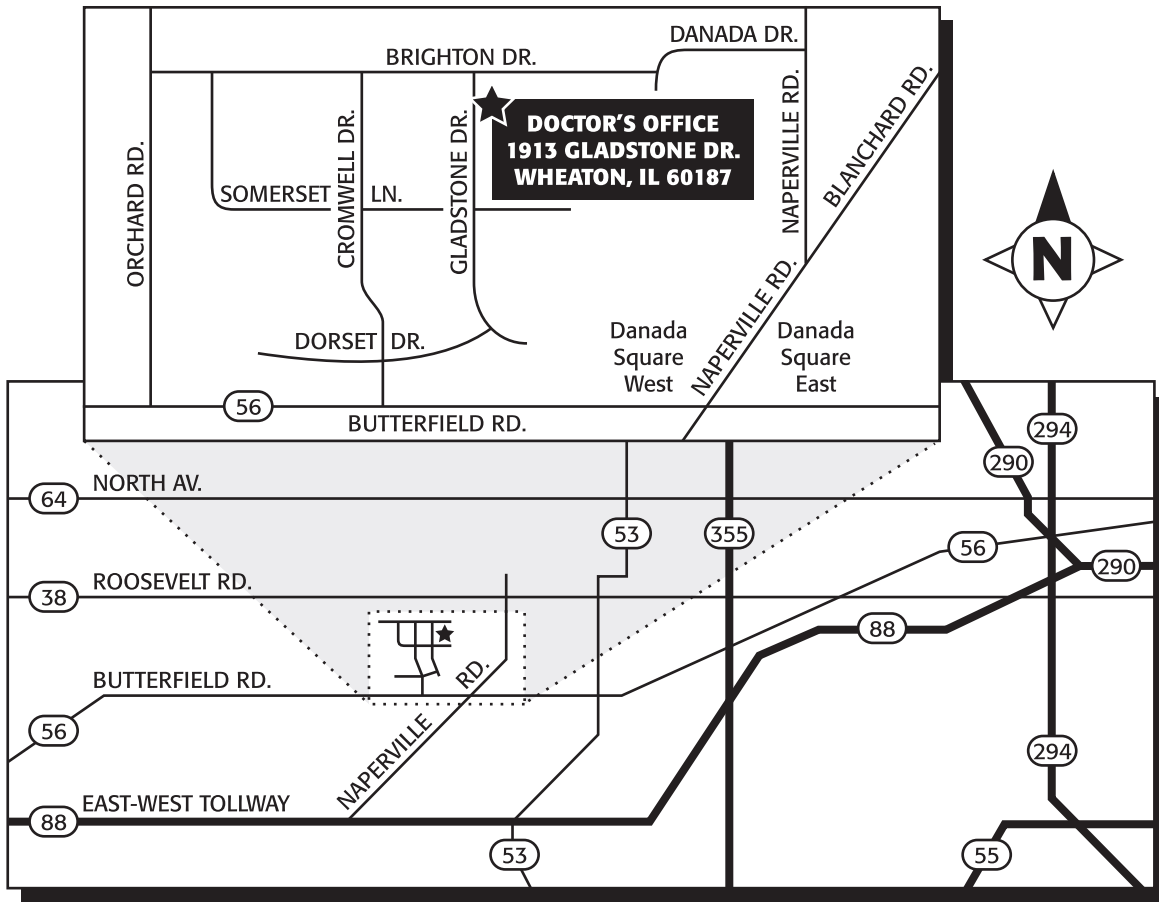 DANADA DR.
BRIGHTON DR.
DOCTOR'S OFFICE
1913 GLADSTONE DR.
WHEATON, IL 60187
ORCHARD RD.
SOMERSET LN.
CROMWELL DR.
GLADSTONE DR.
NAPERVILLE RD.
BLANCHARD RD.
N
NAPERVILLE RD.
DORSET DR.
Danada
Square
West
Danada
Square
East
56
BUTTERFIELD RD.
294
290
NORTH AV.
64
53
355
56
290
ROOSEVELT RD.
38
88
BUTTERFIELD RD.
56
NAPERVILLE RD.
294
EAST-WEST TOLLWAY
88
53
55